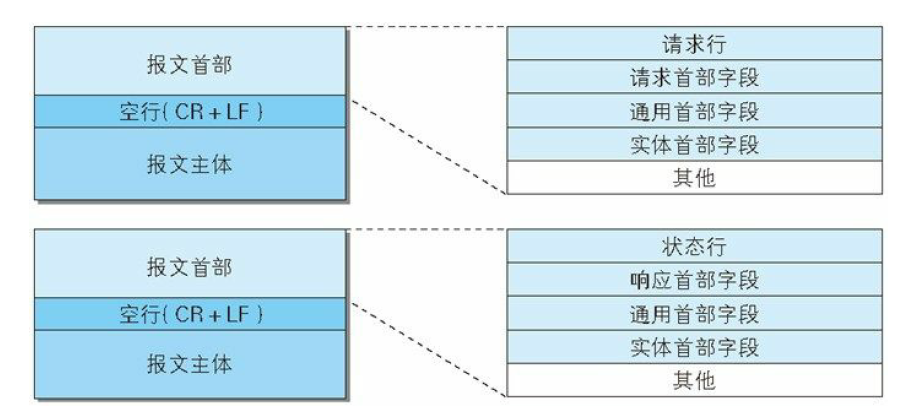 报文首部
空行( CR + LF )
报文主体
请求行
请求首部字段
通用首部字段
实体首部字段
其他
报文首部
空行( CR + LF )
报文主体
状态行
响应首部字段
通用首部字段
实体首部字段
其他